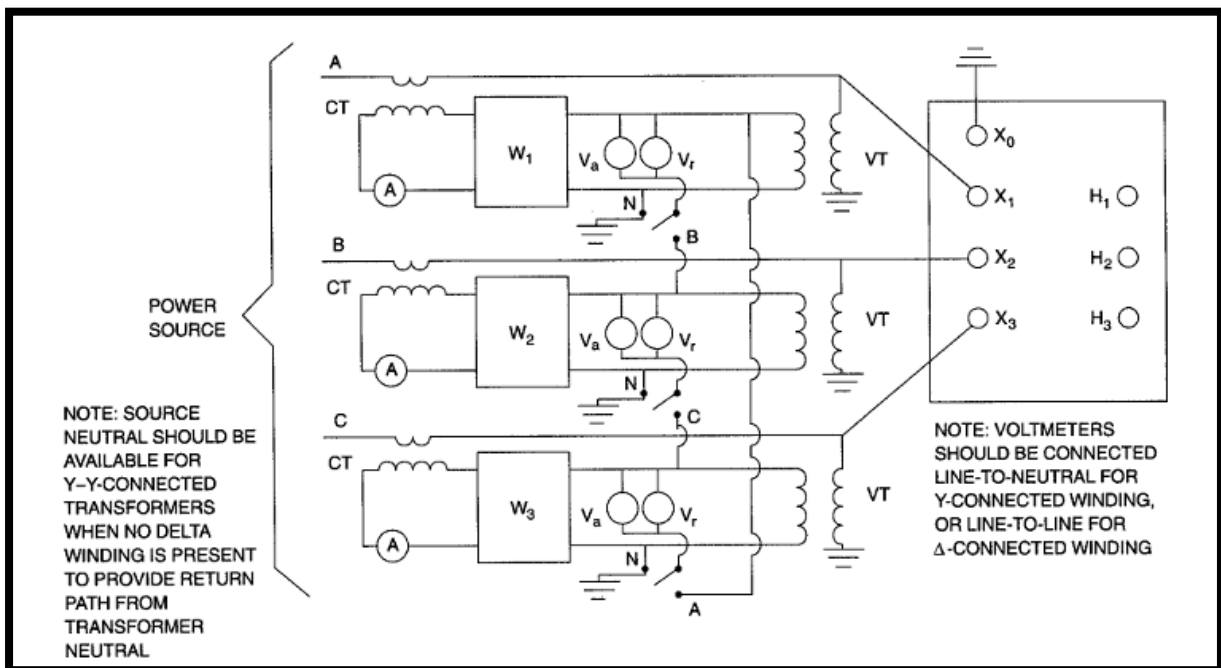 A
CT
W1
Va
Vr
VT
A
N
B
X0
X1
H1
B
CT
W2
Va
Vr
VT
A
N
C
X2
H2
X3
H3
POWER
SOURCE
C
CT
W3
Va
Vr
VT
A
N
A
NOTE: SOURCE
NEUTRAL SHOULD BE
AVAILABLE FOR
Y–Y-CONNECTED
TRANSFORMERS
WHEN NO DELTA
WINDING IS PRESENT
TO PROVIDE RETURN
PATH FROM
TRANSFORMER
NEUTRAL
NOTE: VOLTMETERS
SHOULD BE CONNECTED
LINE-TO-NEUTRAL FOR
Y-CONNECTED WINDING,
OR LINE-TO-LINE FOR
Δ-CONNECTED WINDING